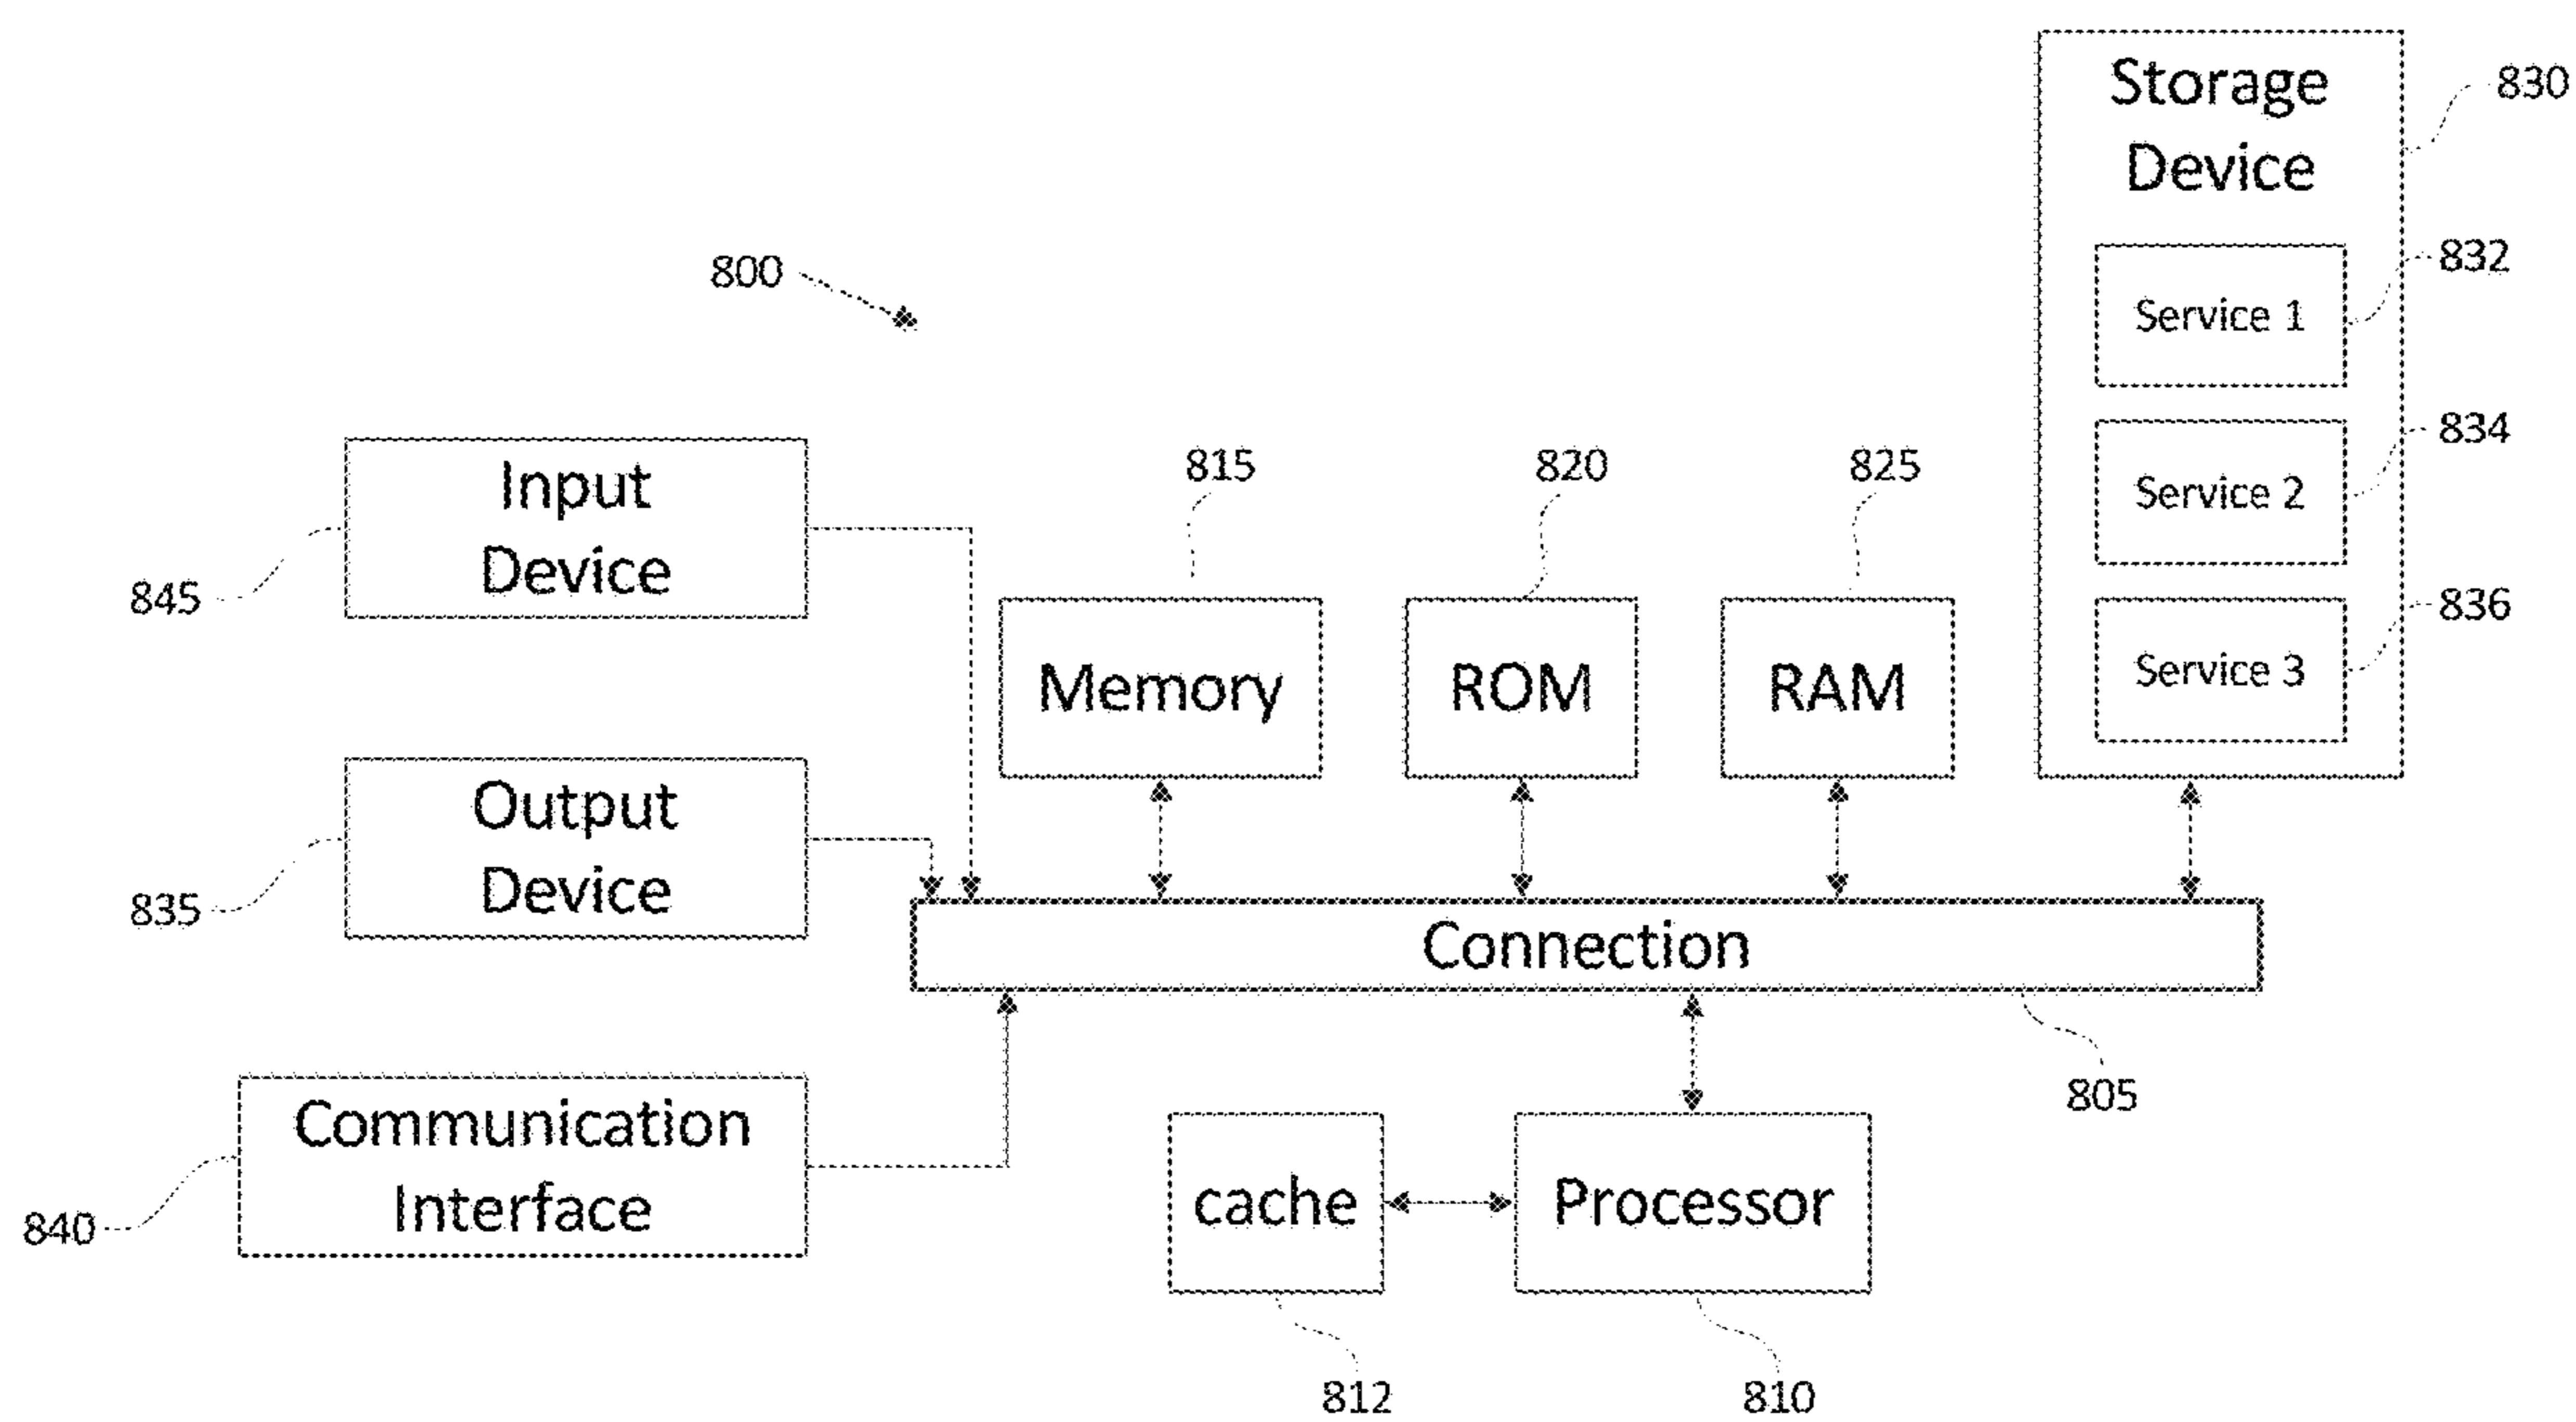 Storage
Device
830
832
Service 1
800
834
Service 2
836
Service 3
Input
Device
845
815
820
825
Memory
ROM
RAM
Output
Device
835
Connection
805
Communication
Interface
840
cache
Processor
812
810